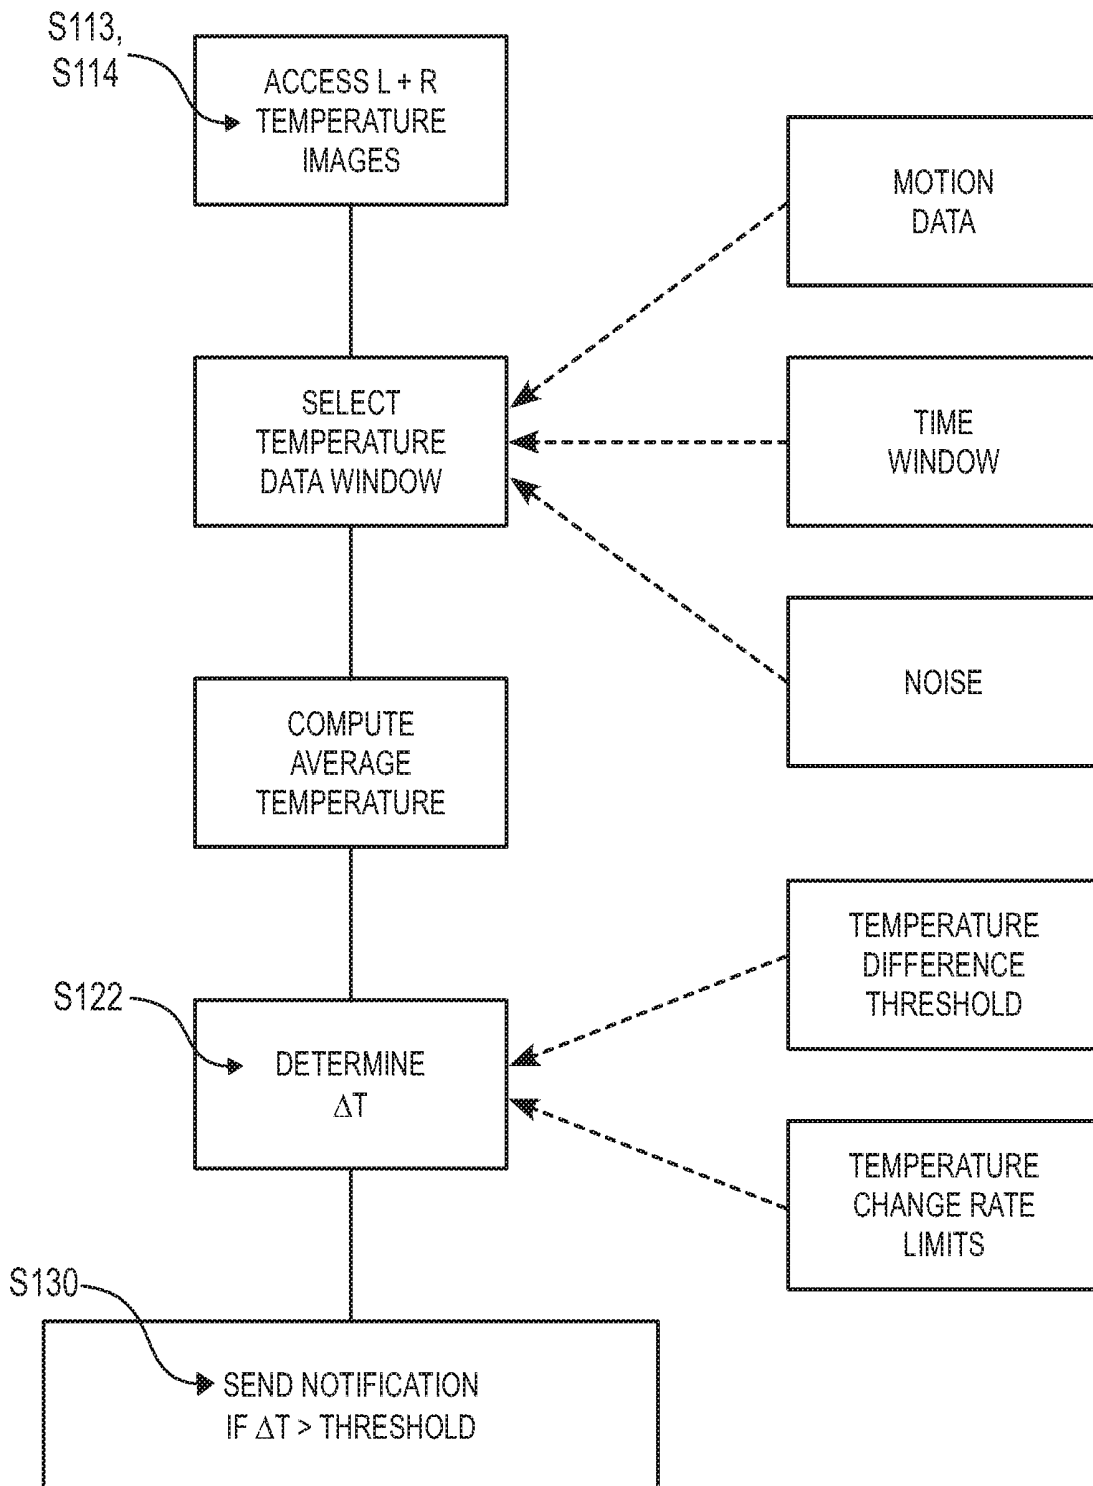 S113,
S114
ACCESS L + R
TEMPERATURE
IMAGES
MOTION
DATA
SELECT
TEMPERATURE
DATA WINDOW
TIME
WINDOW
NOISE
COMPUTE
AVERAGE
TEMPERATURE
TEMPERATURE
DIFFERENCE
THRESHOLD
S122
DETERMINE
ΔT
TEMPERATURE
CHANGE RATE
LIMITS
S130
SEND NOTIFICATION
IF ΔT > THRESHOLD